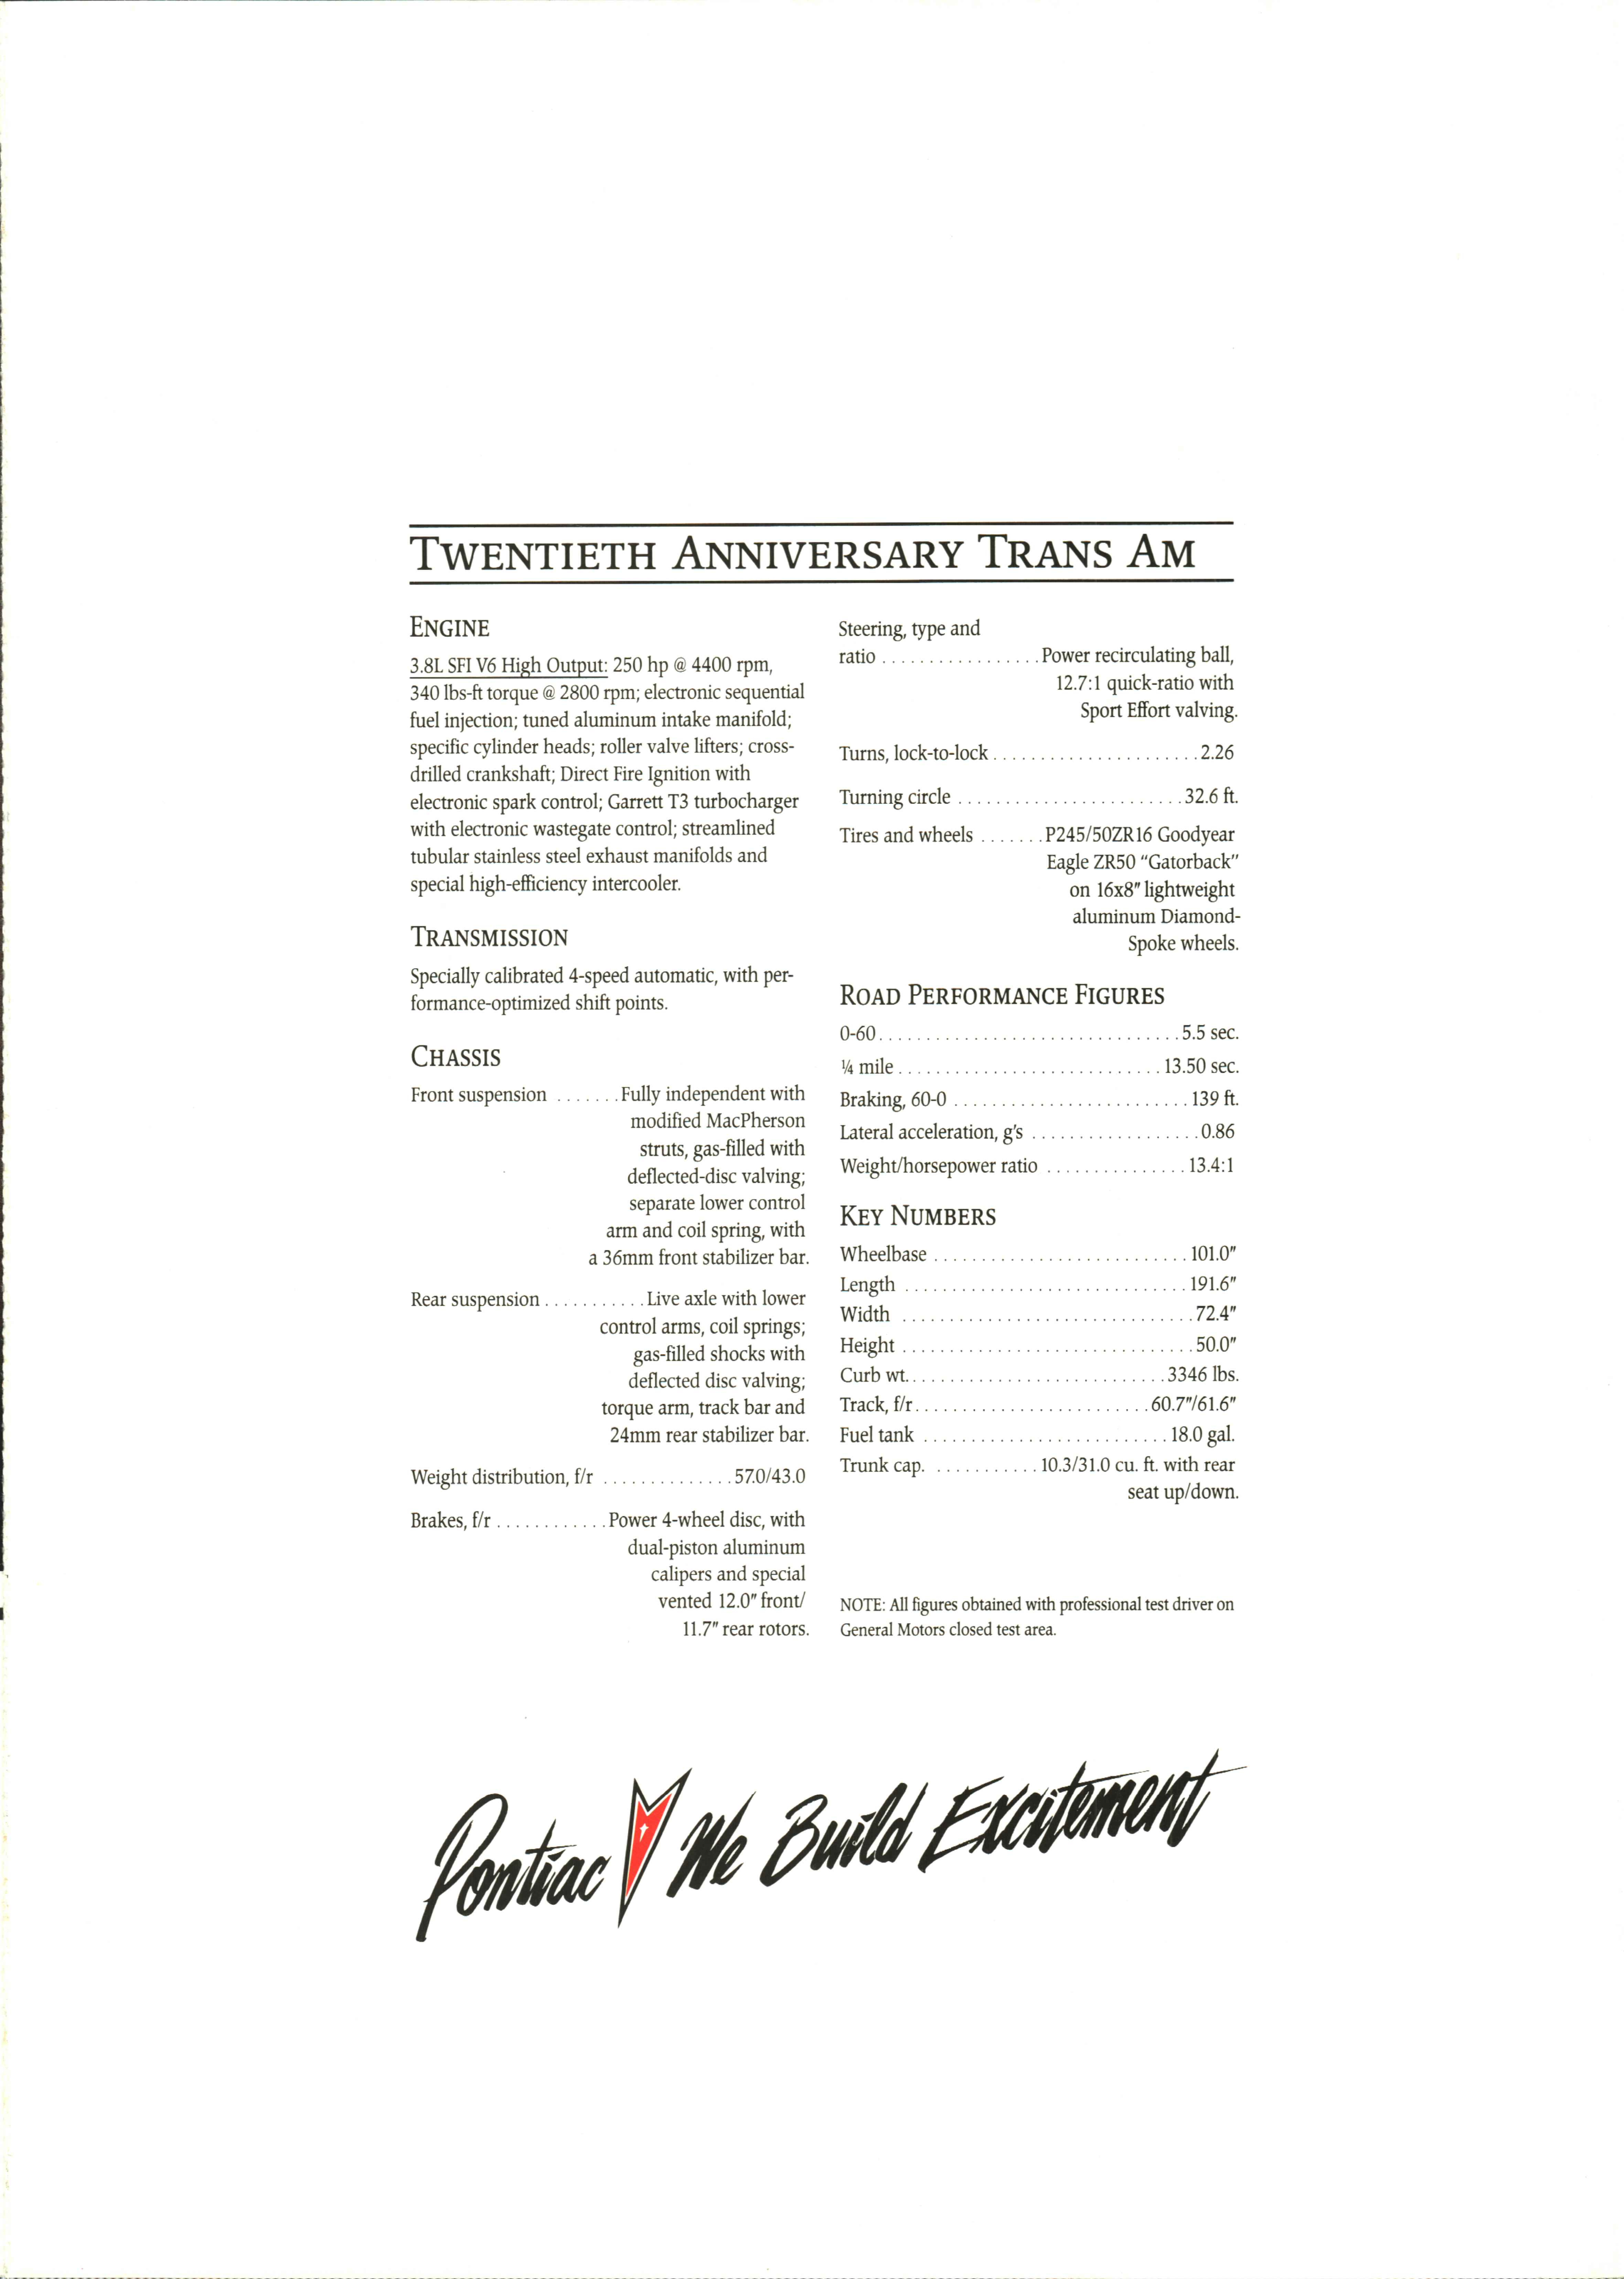 TWENTIETH ANNIVERSARY TRANS AM
ENGINE
3.8L SFI V6 High Output: 250 hp @ 4400 rpm,
340 lbs-ft torque @ 2800 rpm; electronic sequential
fuel injection; tuned aluminum intake manifold;
specific cylinder heads; roller valve lifters; cross-
drilled crankshaft; Direct Fire Ignition with
electronic spark control; Garrett T3 turbocharger
with electronic wastegate control; streamlined
tubular stainless steel exhaust manifolds and
special high-efficiency intercooler.
TRANSMISSION
Specially calibrated 4-speed automatic, with per-
formance-optimized shift points.
CHASSIS
Front suspension ....... Fully independent with
modified MacPherson
struts, gas-filled with
deflected-disc valving;
separate lower control
arm and coil spring, with
a 36mm front stabilizer bar.
Rear suspension ........... Live axle with lower
control arms, coil springs;
gas-filled shocks with
deflected disc valving;
torque arm, track bar and
24mm rear stabilizer bar.
Weight distribution, f/r .............. 57.0/43.0
Brakes, f/r ............ Power 4-wheel disc, with
dual-piston aluminum
calipers and special
vented 12.0" front/
11.7" rear rotors.
Steering, type and
ratio ................. Power recirculating ball,
12.7:1 quick-ratio with
Sport Effort valving.
Turns, lock-to-lock ...................... 2.26
Turning circle ........................ 32.6 ft.
Tires and wheels ....... P245/50ZR16 Goodyear
Eagle ZR50 "Gatorback"
on 16x8" lightweight
aluminum Diamond-
Spoke wheels.
ROAD PERFORMANCE FIGURES
0-60 ................................ 5.5 sec.
¼ mile ............................ 13.50 sec.
Braking, 60-0 ......................... 139 ft.
Lateral acceleration, g's .................. 0.86
Weight/horsepower ratio ............... 13.4:1
KEY NUMBERS
Wheelbase ........................... 101.0"
Length .............................. 191.6"
Width ............................... 72.4"
Height ............................... 50.0"
Curb wt. ........................... 3346 lbs.
Track, f/r ......................... 60.7"/61.6"
Fuel tank .......................... 18.0 gal.
Trunk cap. ........... 10.3/31.0 cu. ft. with rear
seat up/down.
NOTE: All figures obtained with professional test driver on
General Motors closed test area.
Pontiac We Build Excitement